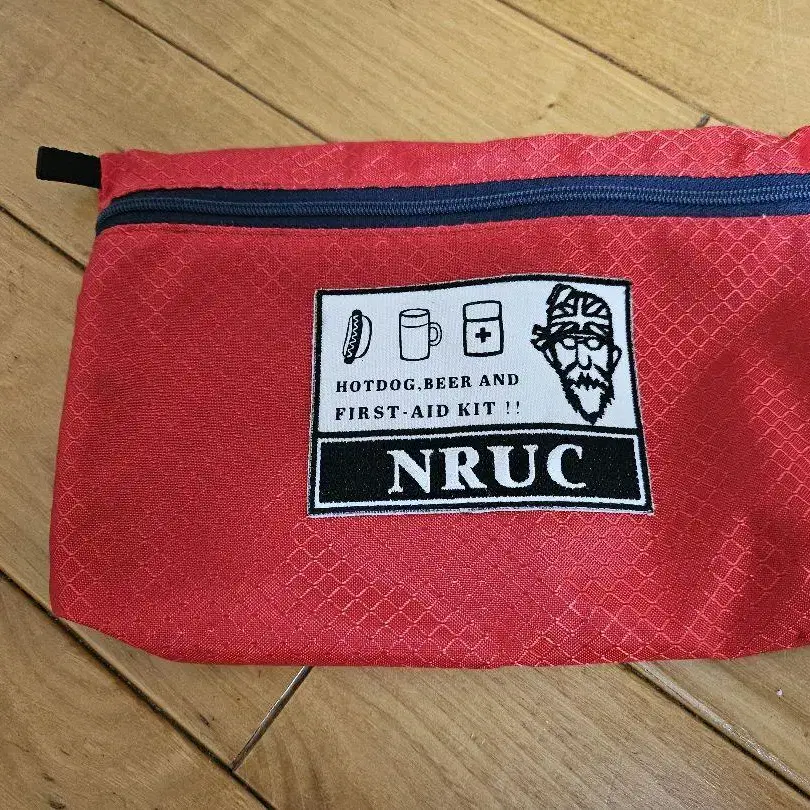 HOTDOG,BEER AND
FIRST-AID KIT !!
NRUC